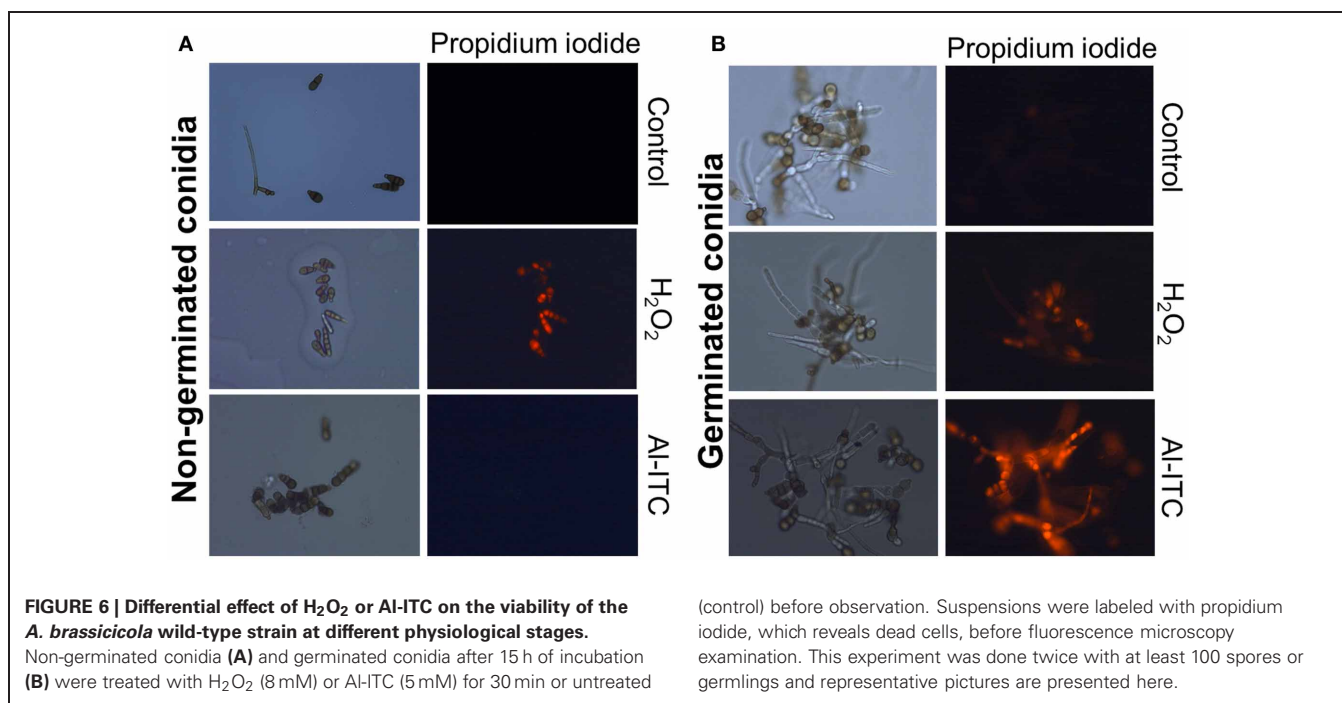 A
Propidium iodide
Non-germinated conidia
Control
H₂O₂
Al-ITC
B
Propidium iodide
Germinated conidia
Control
H₂O₂
Al-ITC
FIGURE 6 | Differential effect of H₂O₂ or Al-ITC on the viability of the
A. brassicicola wild-type strain at different physiological stages.
Non-germinated conidia (A) and germinated conidia after 15 h of incubation
(B) were treated with H₂O₂ (8 mM) or Al-ITC (5 mM) for 30 min or untreated
(control) before observation. Suspensions were labeled with propidium
iodide, which reveals dead cells, before fluorescence microscopy
examination. This experiment was done twice with at least 100 spores or
germlings and representative pictures are presented here.